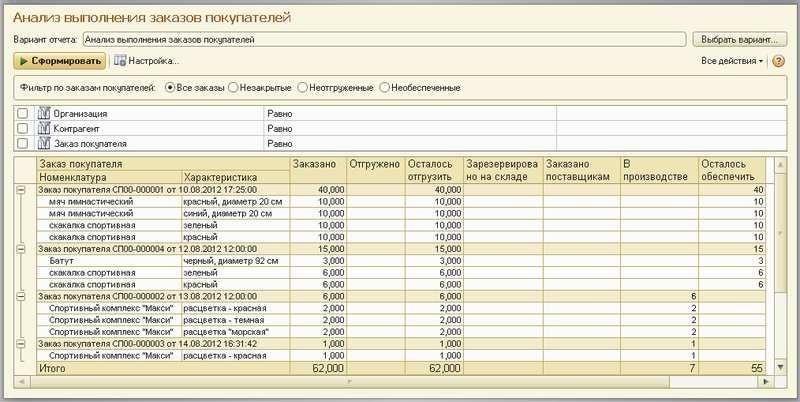 Анализ выполнения заказов покупателей
Вариант отчета: Анализ выполнения заказов покупателей Выбрать вариант...
Сформировать Настройка... Все действия ?
Фильтр по заказам покупателей: Все заказы Незакрытые Неотгруженные Необеспеченные
Организация Равно
Контрагент Равно
Заказ покупателя Равно
Заказ покупателя Заказано Отгружено Осталось Зарезервирова Заказано В Осталось
Номенклатура Характеристика отгрузить но на складе поставщикам производстве обеспечить
Заказ покупателя СП00-000001 от 10.08.2012 17:25:00 40,000 40,000 40
мяч гимнастический красный, диаметр 20 см 10,000 10,000 10
мяч гимнастический синий, диаметр 20 см 10,000 10,000 10
скакалка спортивная зеленый 10,000 10,000 10
скакалка спортивная красный 10,000 10,000 10
Заказ покупателя СП00-000004 от 12.08.2012 12:00:00 15,000 15,000 15
Батут черный, диаметр 92 см 3,000 3,000 3
скакалка спортивная зеленый 6,000 6,000 6
скакалка спортивная красный 6,000 6,000 6
Заказ покупателя СП00-000002 от 13.08.2012 12:00:00 6,000 6,000 6
Спортивный комплекс "Макси" расцветка - красная 2,000 2,000 2
Спортивный комплекс "Макси" расцветка - темная 2,000 2,000 2
Спортивный комплекс "Макси" расцветка "морская" 2,000 2,000 2
Заказ покупателя СП00-000003 от 14.08.2012 16:31:42 1,000 1,000 1
Спортивный комплекс "Макси" расцветка - красная 1,000 1,000 1
Итого 62,000 62,000 7 55